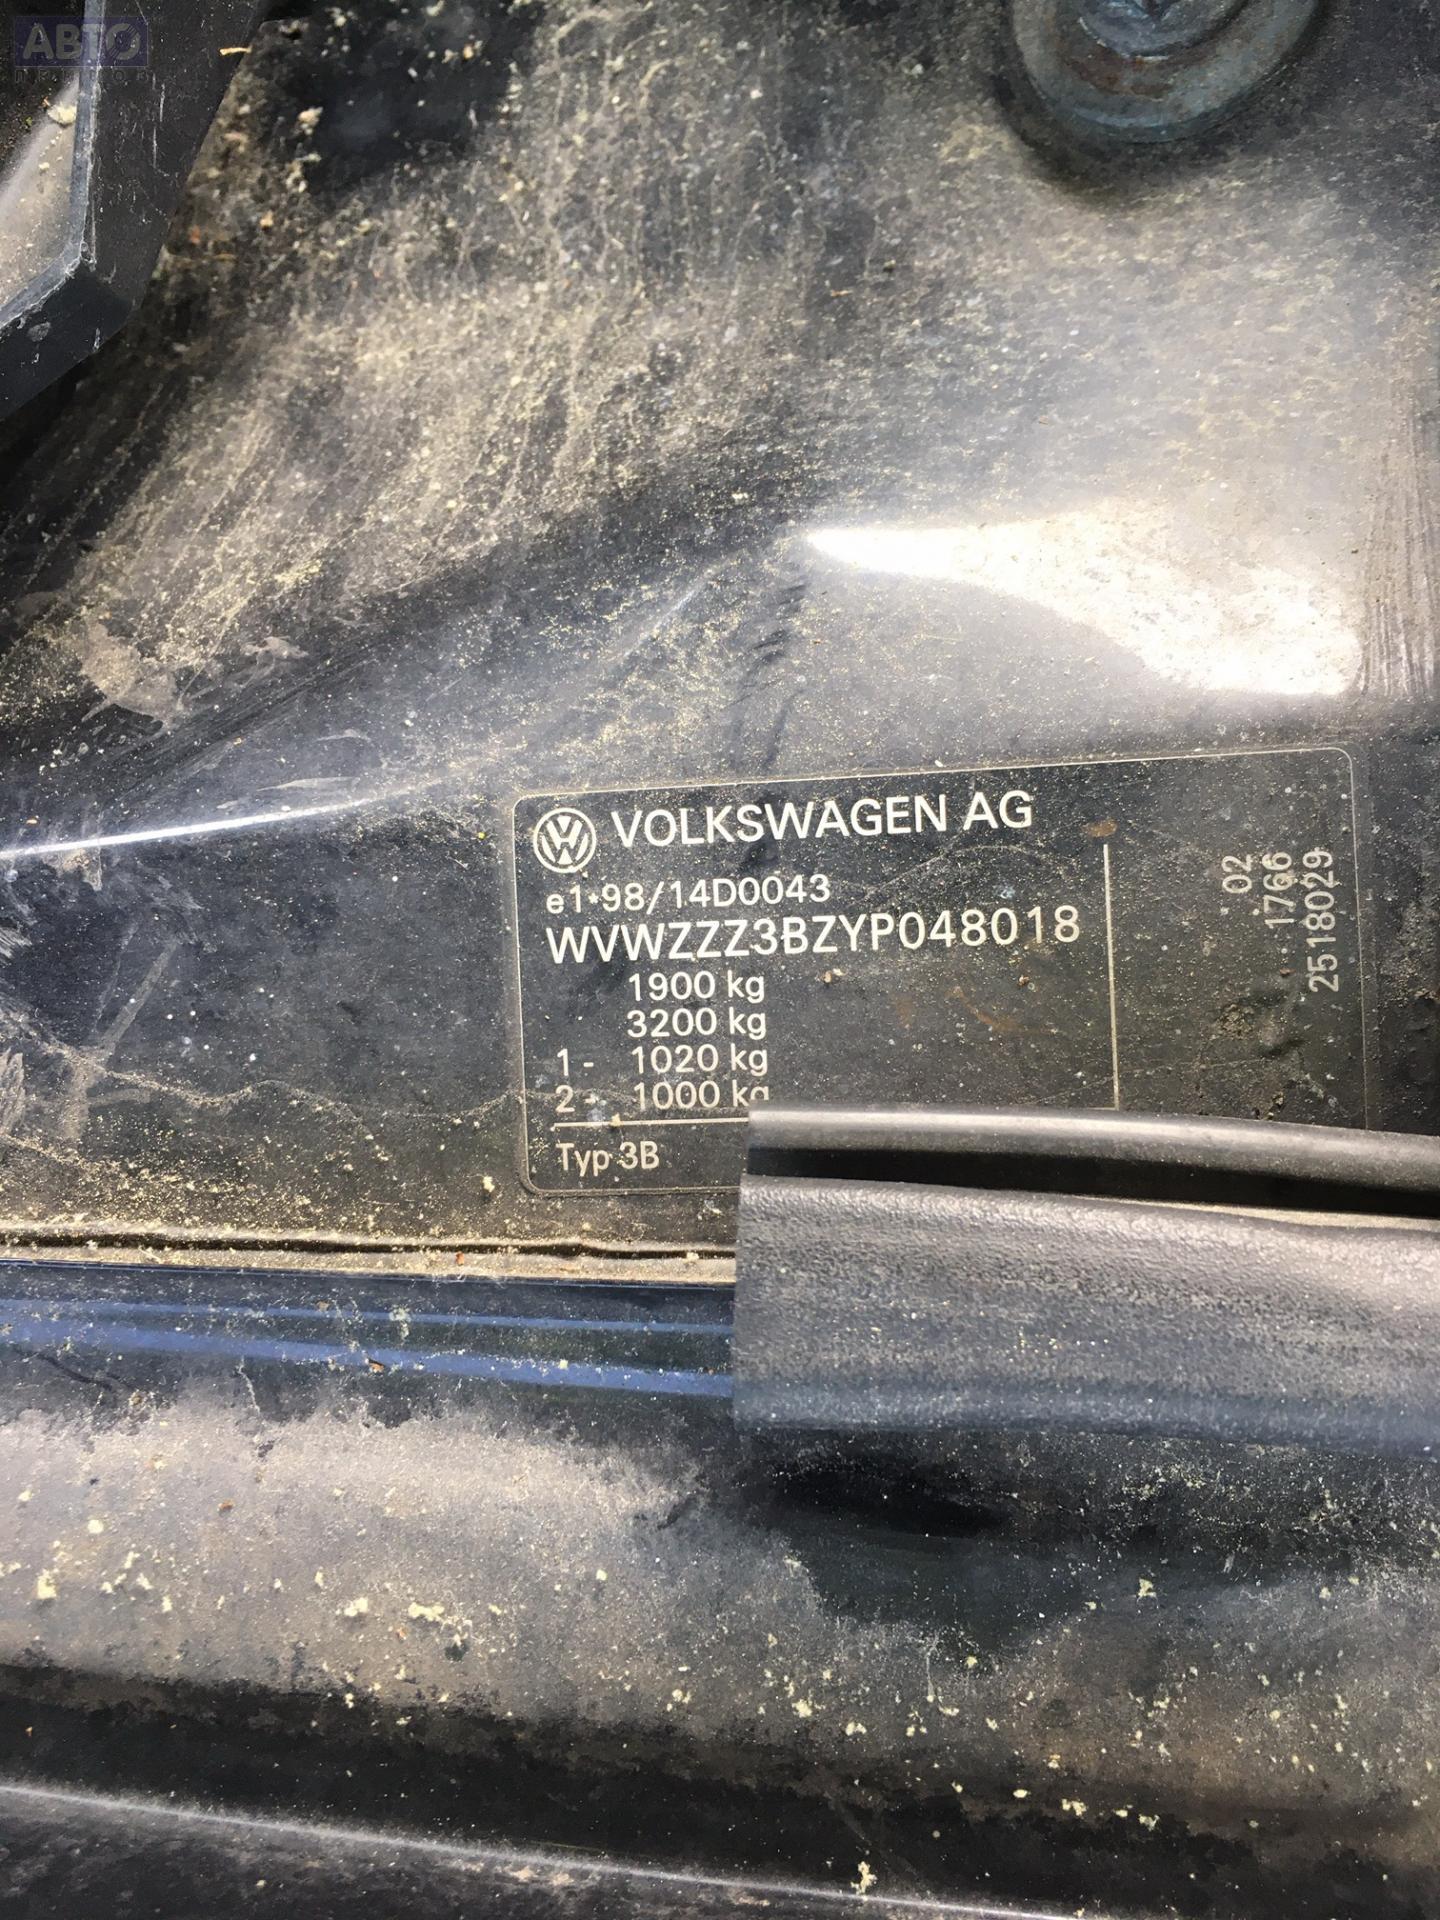 АВТО
ПРИЦЕП
VOLKSWAGEN AG
e1*98/14D0043
WVWZZZ3BZYP048018
1900 kg
3200 kg
1 - 1020 kg
2 - 1000 kg
Typ 3B
02
1766
2518029